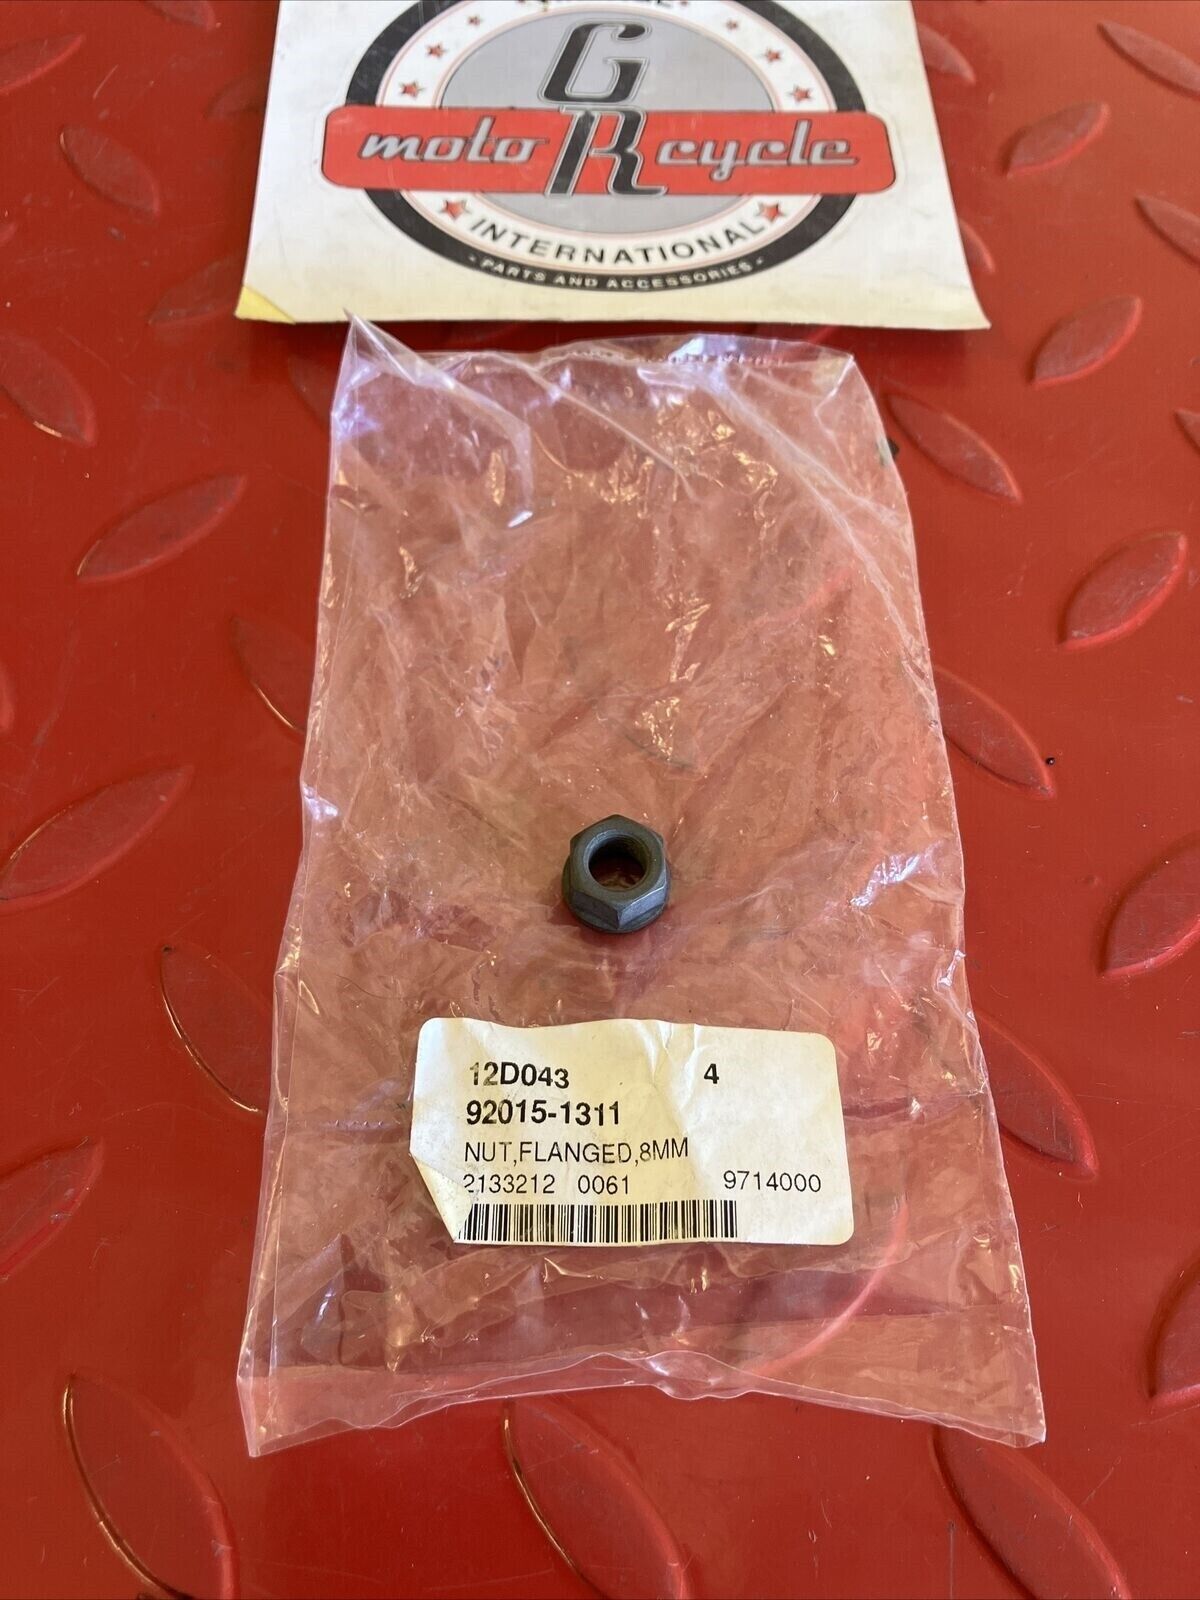 G
moto R cycle
INTERNATIONAL
- PARTS AND ACCESSORIES -
12D043 4
92015-1311
NUT,FLANGED,8MM
2133212 0061 9714000